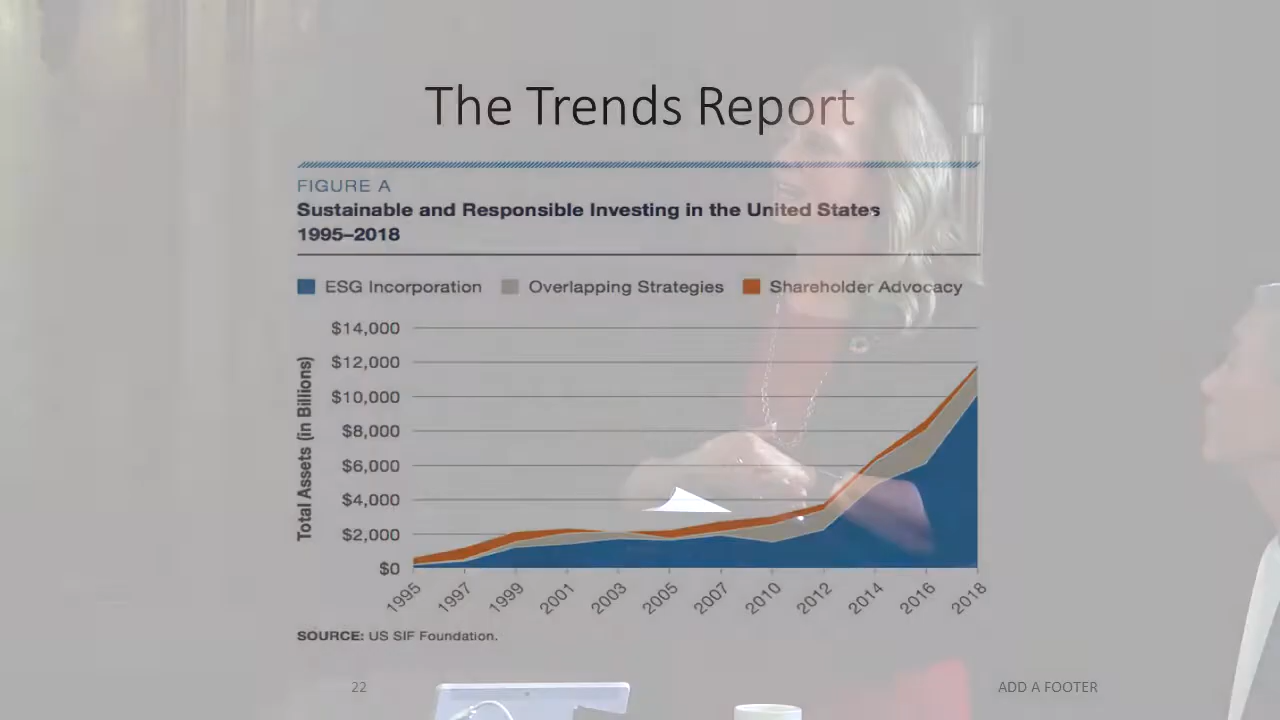 The Trends Report
FIGURE A
Sustainable and Responsible Investing in the United States
1995–2018
ESG Incorporation Overlapping Strategies Shareholder Advocacy
$14,000
$12,000
$10,000
$8,000
$6,000
$4,000
$2,000
$0
Total Assets (in Billions)
1995 1997 1999 2001 2003 2005 2007 2010 2012 2014 2016 2018
SOURCE: US SIF Foundation.
22 ADD A FOOTER